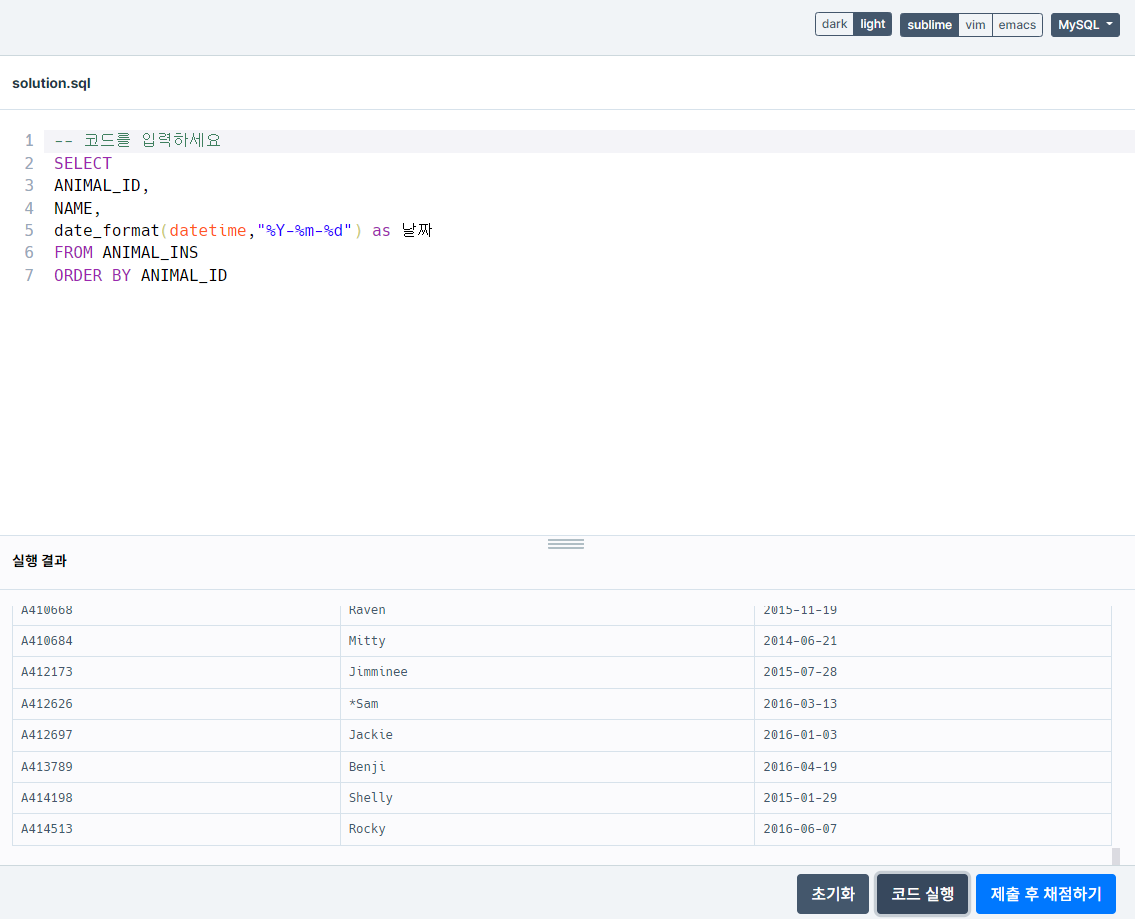 dark light sublime vim emacs MySQL
solution.sql
1 -- 코드를 입력하세요
2 SELECT
3 ANIMAL_ID,
4 NAME,
5 date_format(datetime,"%Y-%m-%d") as 날짜
6 FROM ANIMAL_INS
7 ORDER BY ANIMAL_ID
실행 결과
A410668 Raven 2015-11-19
A410684 Mitty 2014-06-21
A412173 Jimminee 2015-07-28
A412626 *Sam 2016-03-13
A412697 Jackie 2016-01-03
A413789 Benji 2016-04-19
A414198 Shelly 2015-01-29
A414513 Rocky 2016-06-07
초기화 코드 실행 제출 후 채점하기